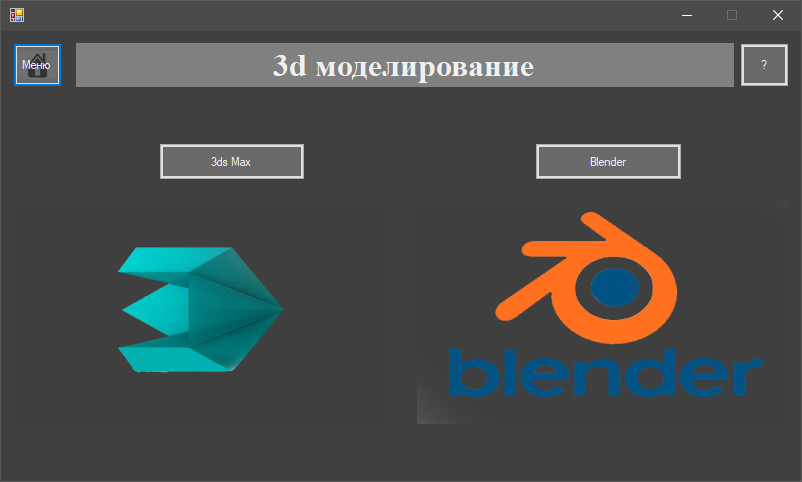 Меню
3d моделирование
?
3ds Max
Blender
blender